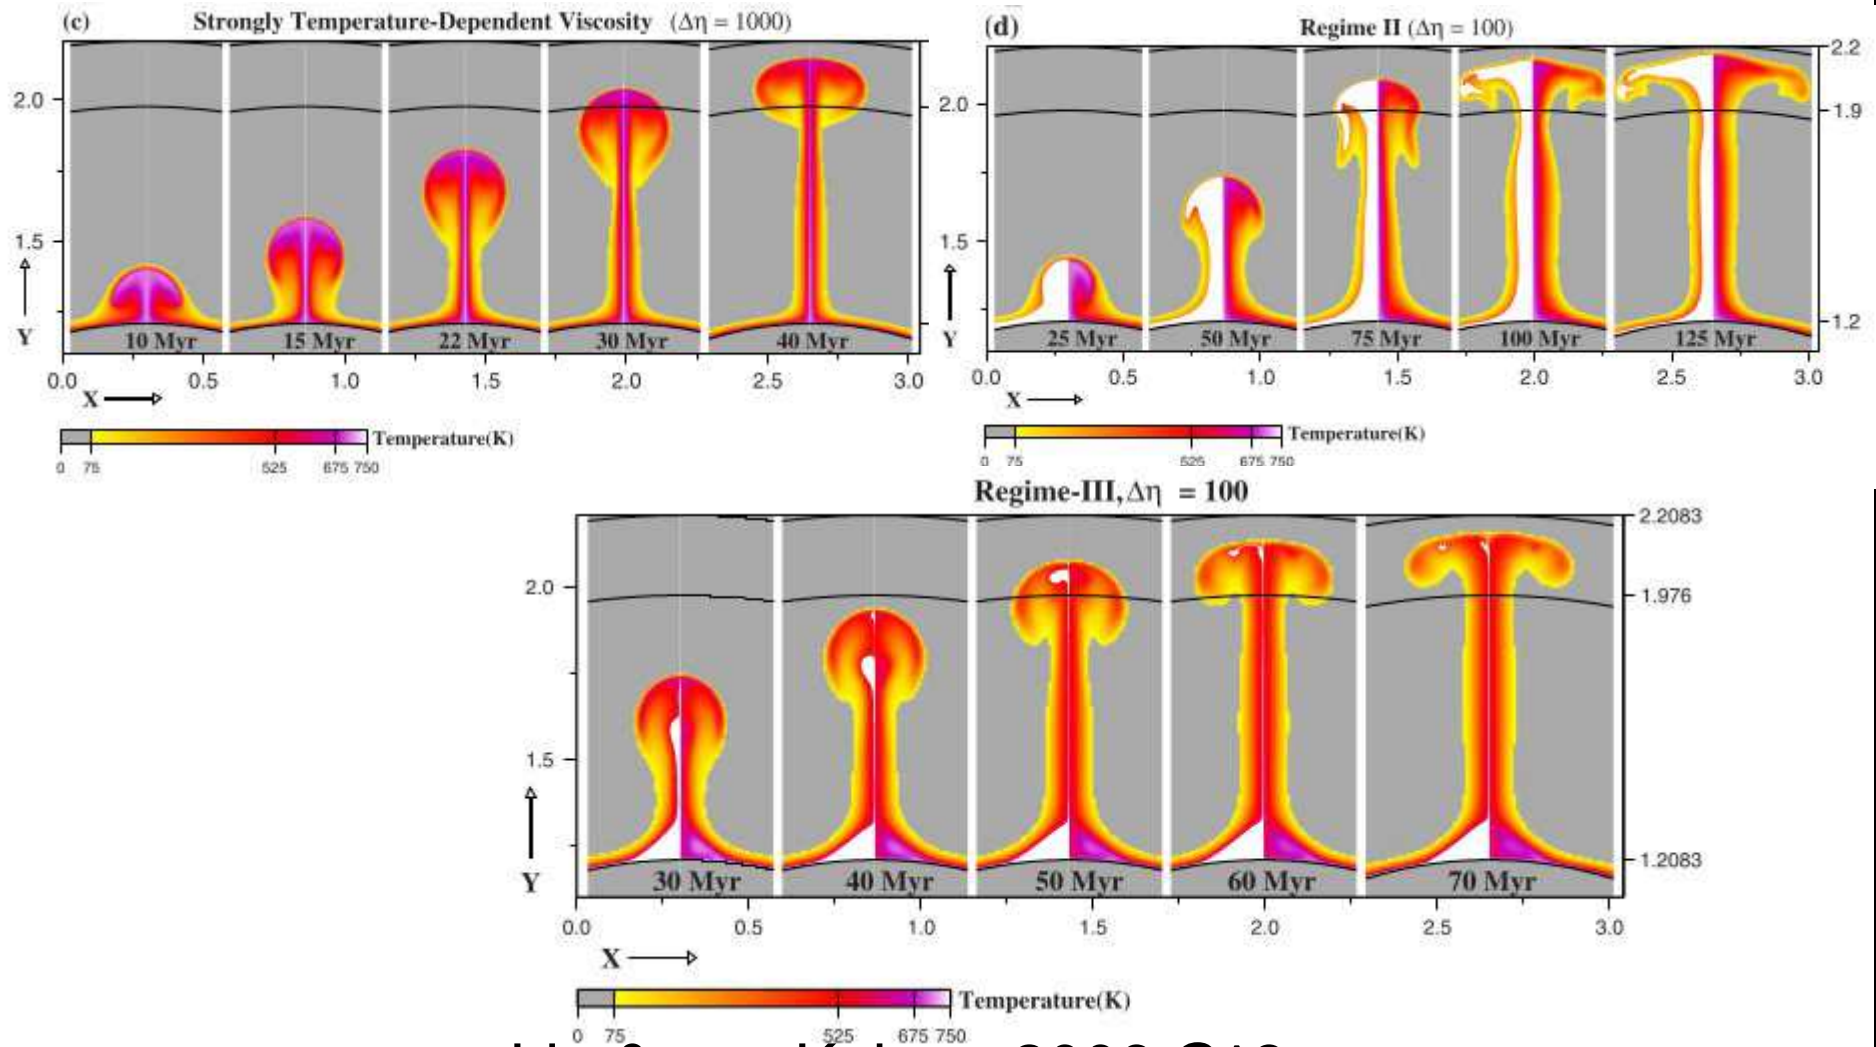 (c) Strongly Temperature-Dependent Viscosity (Δη = 1000)
2.0
1.5
Y
10 Myr 15 Myr 22 Myr 30 Myr 40 Myr
0.0 0.5 1.0 1.5 2.0 2.5 3.0
X
Temperature(K)
0 75 525 675 750
(d) Regime II (Δη = 100)
2.2
2.0
1.9
1.5
Y
1.2
25 Myr 50 Myr 75 Myr 100 Myr 125 Myr
0.0 0.5 1.0 1.5 2.0 2.5 3.0
X
Temperature(K)
0 75 525 675 750
Regime-III, Δη = 100
2.2083
2.0
1.976
1.5
Y
1.2083
30 Myr 40 Myr 50 Myr 60 Myr 70 Myr
0.0 0.5 1.0 1.5 2.0 2.5 3.0
X
Temperature(K)
0 75 525 675 750